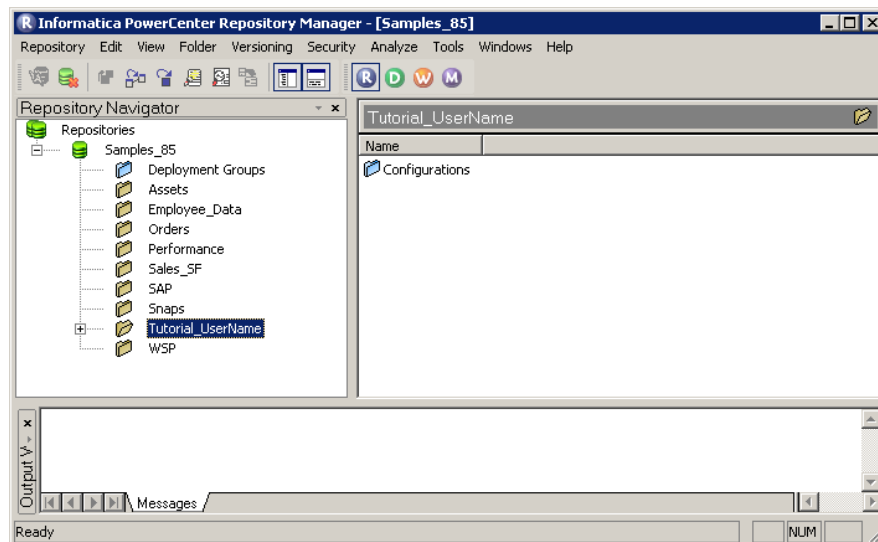 R Informatica PowerCenter Repository Manager - [Samples_85]
Repository Edit View Folder Versioning Security Analyze Tools Windows Help
R D W M
Repository Navigator
Repositories
Samples_85
Deployment Groups
Assets
Employee_Data
Orders
Performance
Sales_SF
SAP
Snaps
Tutorial_UserName
WSP
Tutorial_UserName
Name
Configurations
Output V
Messages
Ready
NUM